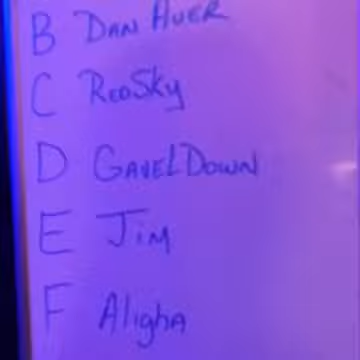 B Dan Auer
C RedSky
D GavelDown
E Jim
F Aligha